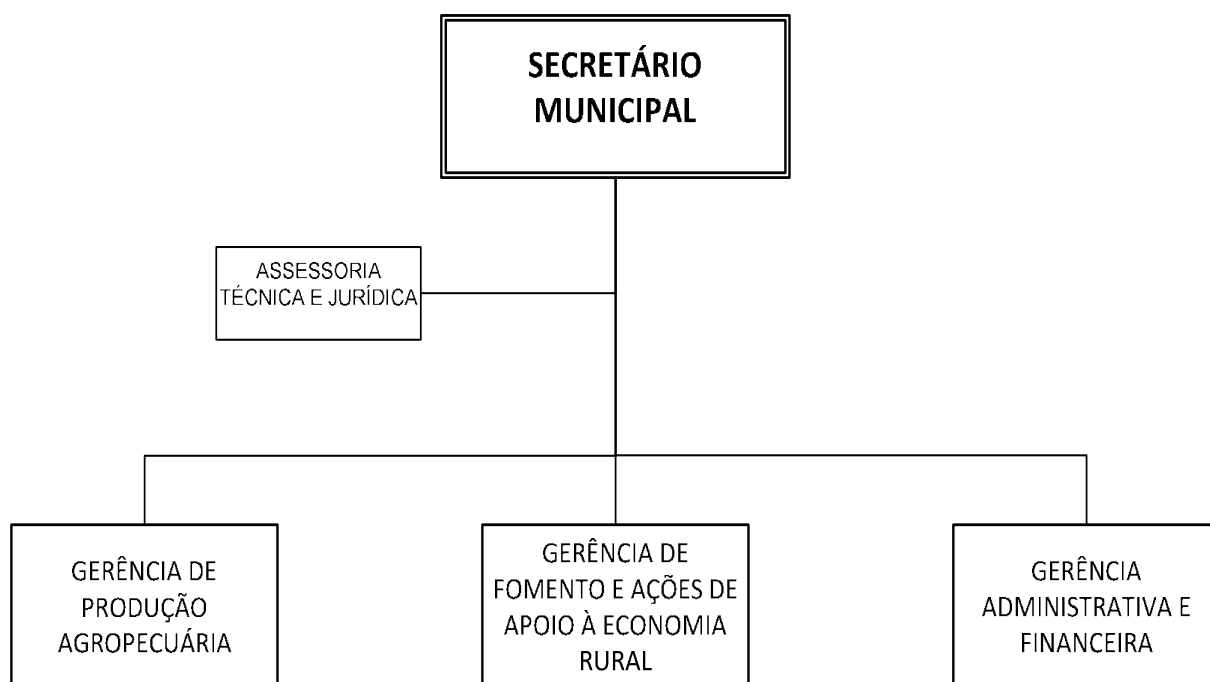 SECRETÁRIO
MUNICIPAL
ASSESSORIA
TÉCNICA E JURÍDICA
GERÊNCIA DE
PRODUÇÃO
AGROPECUÁRIA
GERÊNCIA DE
FOMENTO E AÇÕES DE
APOIO À ECONOMIA
RURAL
GERÊNCIA
ADMINISTRATIVA E
FINANCEIRA